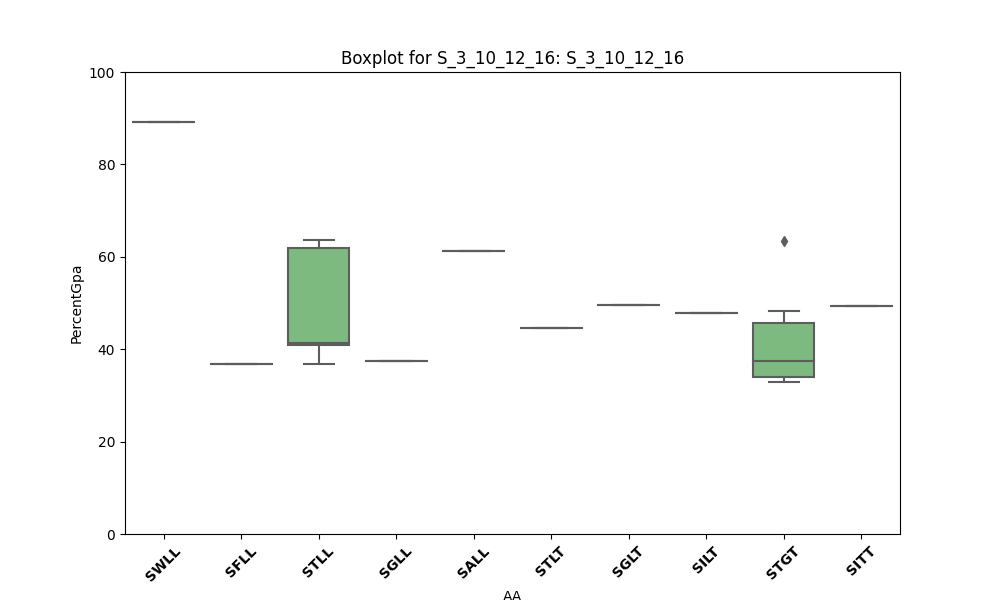 Boxplot for S_3_10_12_16: S_3_10_12_16
100
80
60
40
20
0
PercentGpa
SWLL
SFLL
STLL
SGLL
SALL
STLT
SGLT
SILT
STGT
SITT
AA